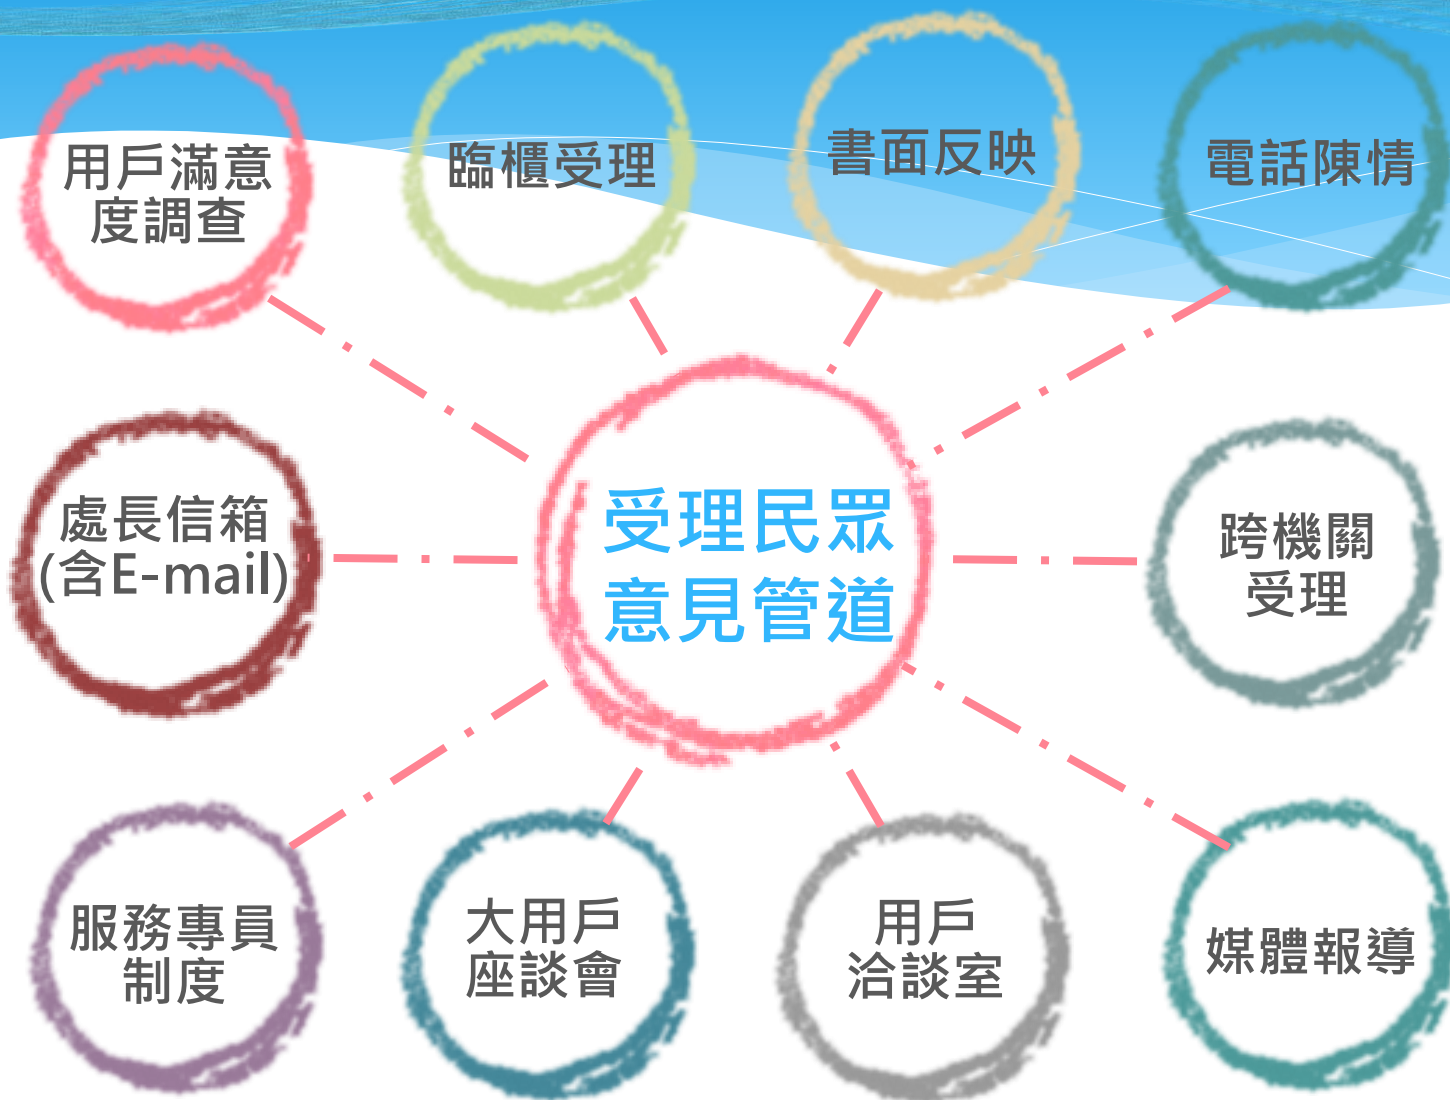 用戶滿意
度調查
臨櫃受理
書面反映
電話陳情
處長信箱
(含E-mail)
受理民眾
意見管道
跨機關
受理
服務專員
制度
大用戶
座談會
用戶
洽談室
媒體報導